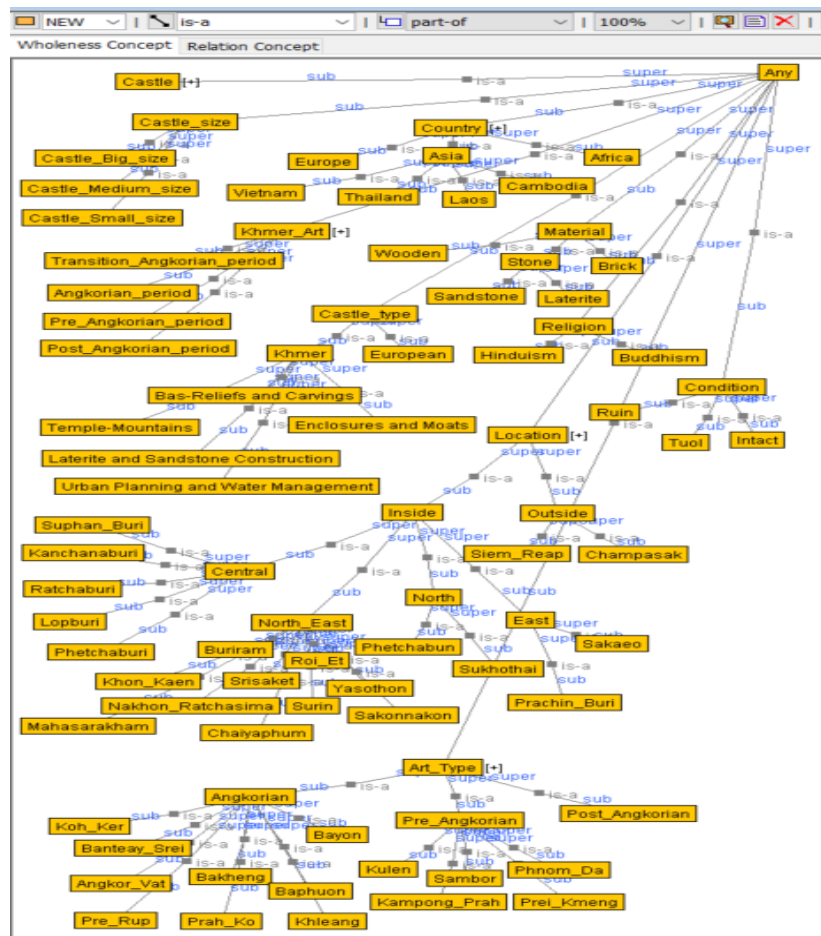 NEW | is-a | part-of | 100%
Wholeness Concept Relation Concept
Any
Castle [+]
sub is-a super
Castle_size
Castle_Big_size
Castle_Medium_size
Castle_Small_size
Country [+]
Europe
Asia
Africa
Vietnam
Thailand
Laos
Cambodia
Khmer_Art [+]
Transition_Angkorian_period
Angkorian_period
Pre_Angkorian_period
Post_Angkorian_period
Material
Wooden
Stone
Brick
Sandstone
Laterite
Castle_type
Khmer
European
Religion
Hinduism
Buddhism
Bas-Reliefs and Carvings
Temple-Mountains
Enclosures and Moats
Laterite and Sandstone Construction
Urban Planning and Water Management
Condition
Ruin
Tuol
Intact
Location [+]
Inside
Outside
Siem_Reap
Champasak
Suphan_Buri
Kanchanaburi
Central
Ratchaburi
Lopburi
Phetchaburi
North
North_East
East
Phetchabun
Sukhothai
Sakaeo
Prachin_Buri
Buriram
Roi_Et
Khon_Kaen
Srisaket
Yasothon
Nakhon_Ratchasima
Surin
Sakonnakon
Mahasarakham
Chaiyaphum
Art_Type [+]
Angkorian
Pre_Angkorian
Post_Angkorian
Koh_Ker
Bayon
Banteay_Srei
Angkor_Vat
Bakheng
Baphuon
Pre_Rup
Prah_Ko
Khleang
Kulen
Sambor
Phnom_Da
Kampong_Prah
Prei_Kmeng